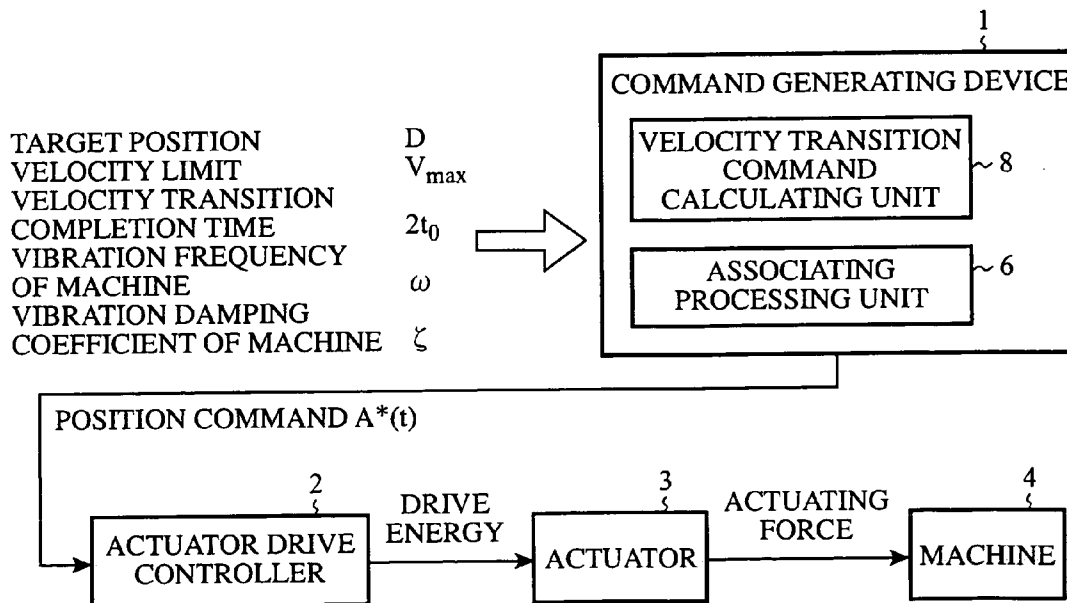 1
COMMAND GENERATING DEVICE
VELOCITY TRANSITION
COMMAND
CALCULATING UNIT
8
ASSOCIATING
PROCESSING UNIT
6
TARGET POSITION D
VELOCITY LIMIT Vmax
VELOCITY TRANSITION
COMPLETION TIME 2t0
VIBRATION FREQUENCY
OF MACHINE ω
VIBRATION DAMPING
COEFFICIENT OF MACHINE ζ
POSITION COMMAND A*(t)
2
ACTUATOR DRIVE
CONTROLLER
DRIVE
ENERGY
3
ACTUATOR
ACTUATING
FORCE
4
MACHINE